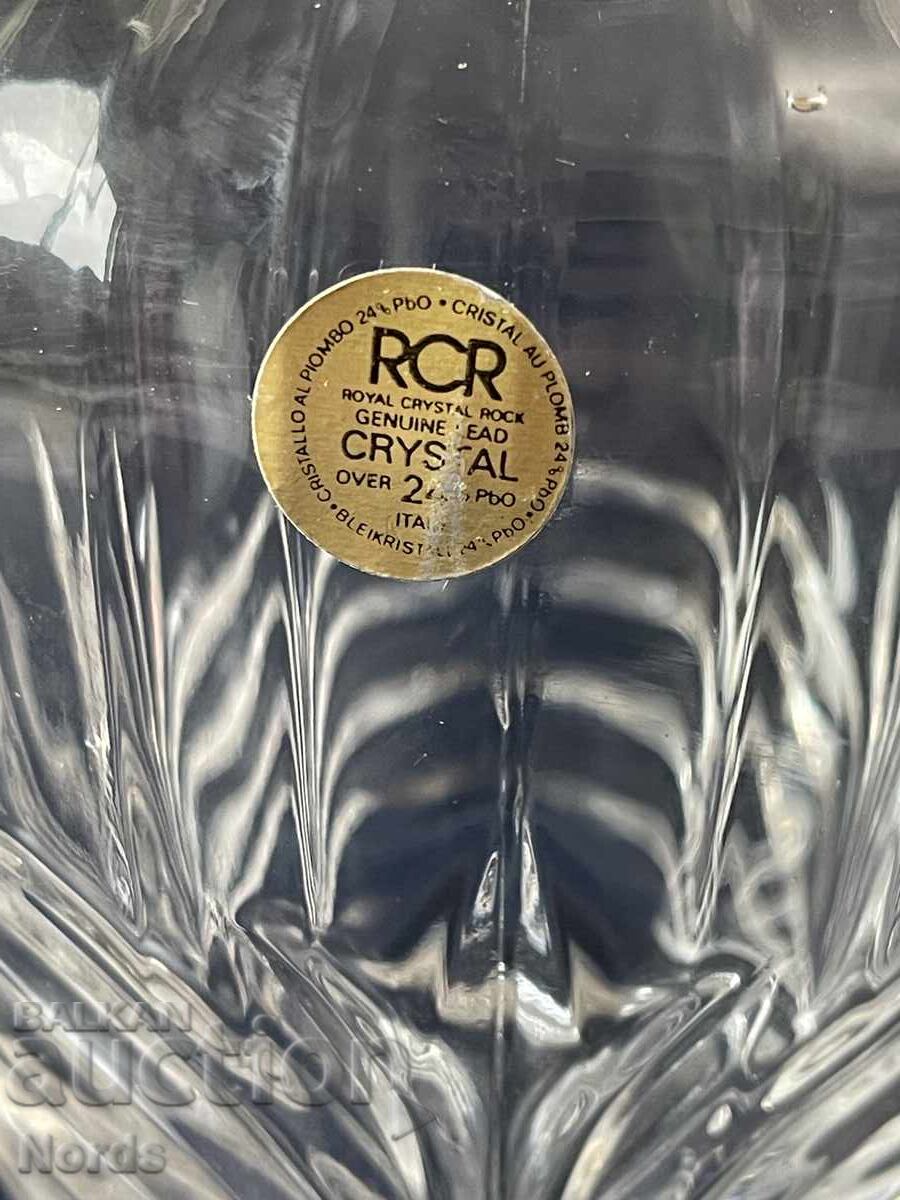 CRISTALLO AL PIOMBO 24% PbO • CRISTAL AU PLOMB 24% PbO • BLEIKRISTALL 24% PbO •
RCR
ROYAL CRYSTAL ROCK
GENUINE LEAD
CRYSTAL
OVER 24% PbO
ITALY
BALKAN
auction
Nords